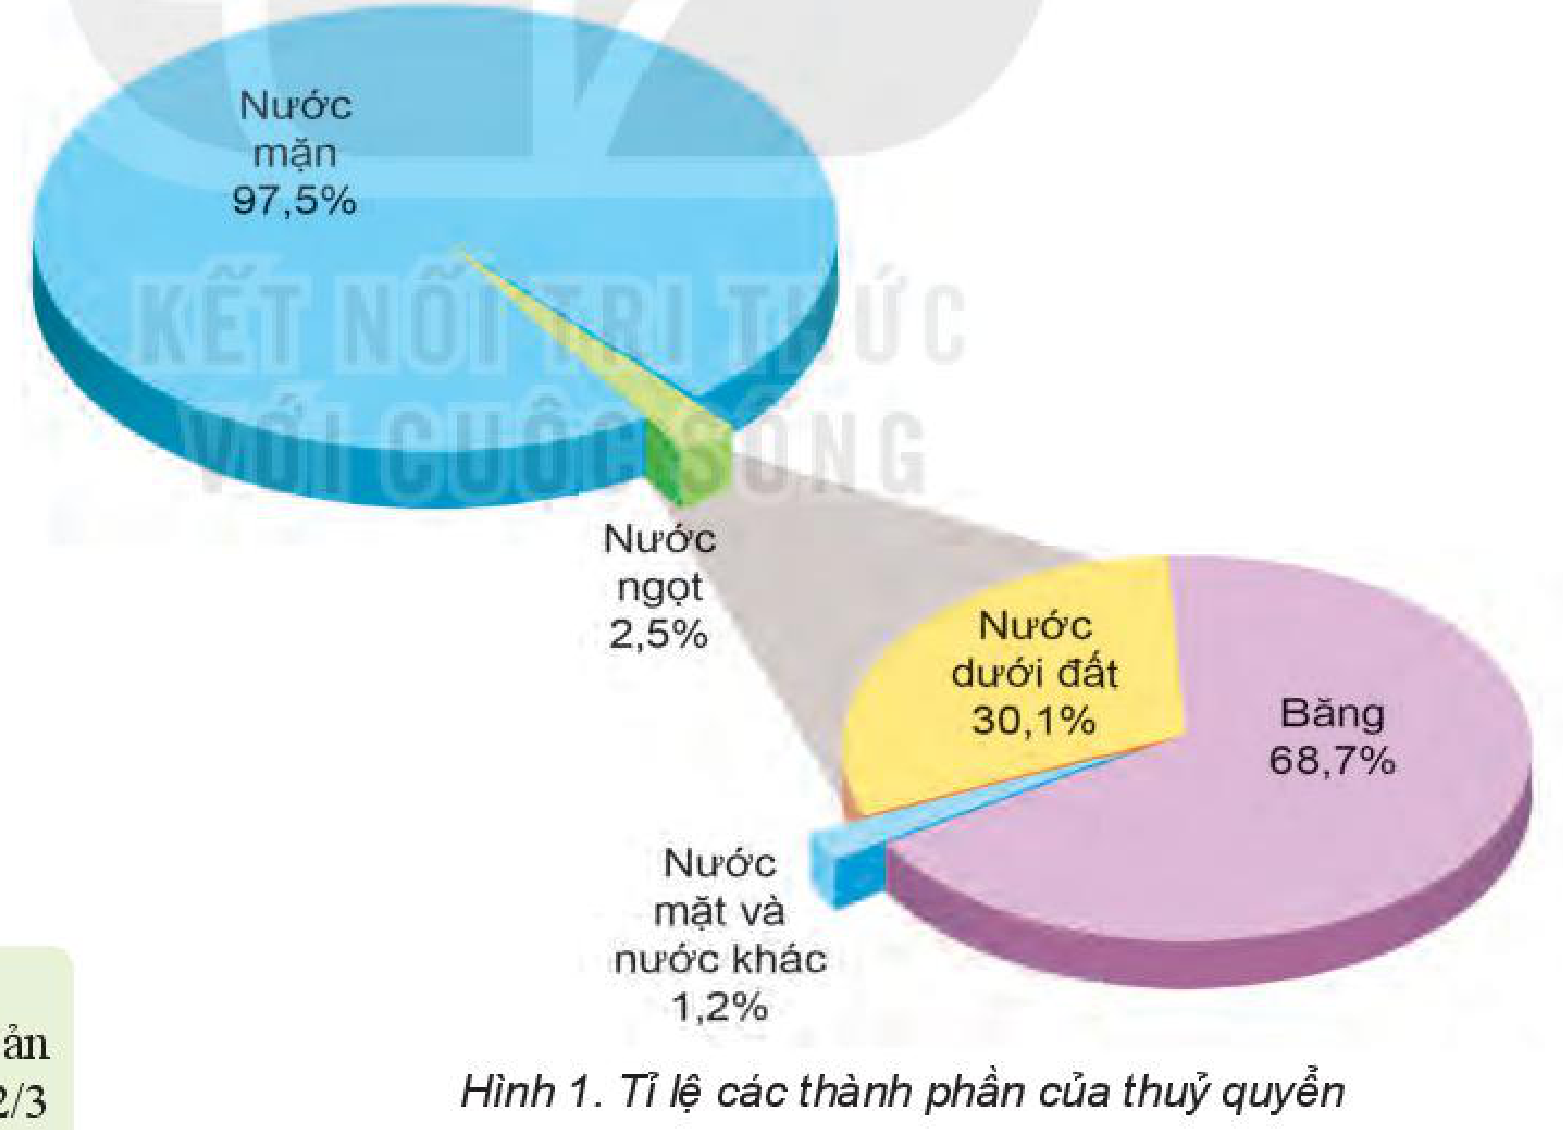 Nước
mặn
97,5%
KẾT NỐI TRI THỨC
VỚI CUỘC SỐNG
Nước
ngọt
2,5%
Nước
dưới đất
30,1%
Băng
68,7%
Nước
mặt và
nước khác
1,2%
ản
2/3
Hình 1. Tỉ lệ các thành phần của thuỷ quyển